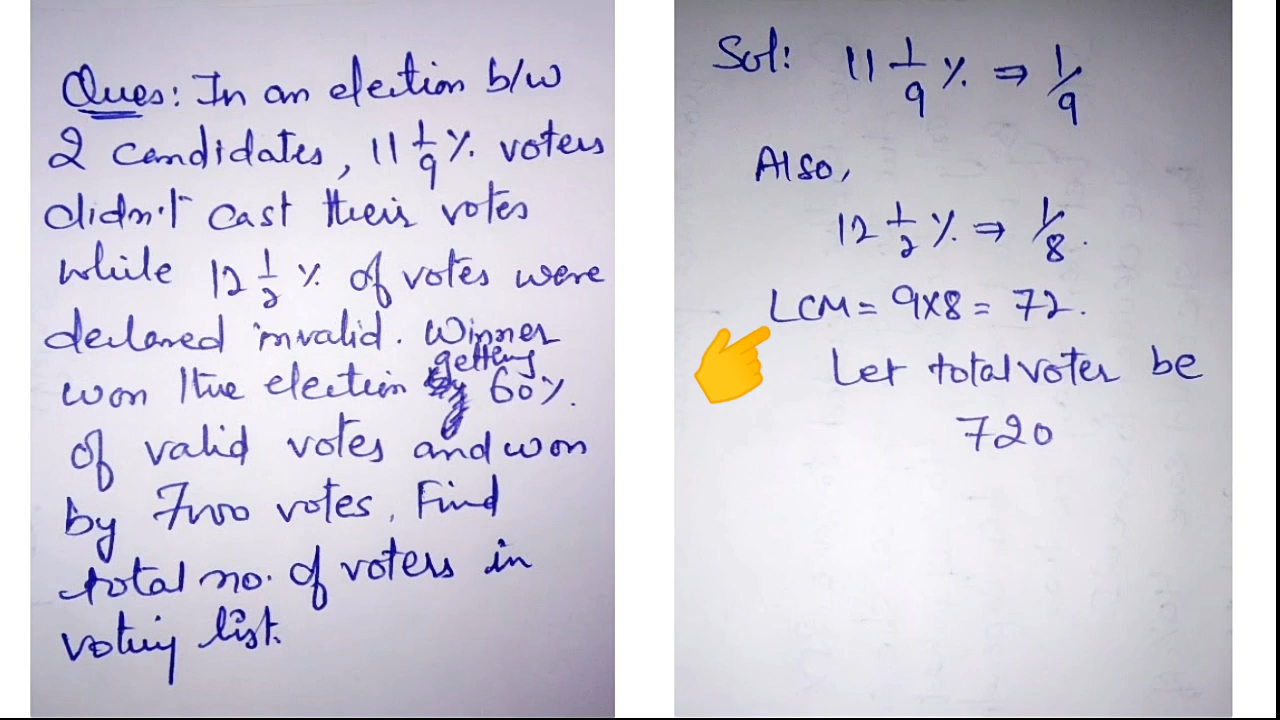 Ques: In an election b/w
2 candidates, 11 1/9 % voters
didn't cast their votes
while 12 1/2 % of votes were
declared invalid. Winner
won the election getting 60%
of valid votes and won
by votes. Find
total no. of voters in
voting list.
Sol: 11 1/9 % ⇒ 1/9
Also,
12 1/2 % ⇒ 1/8.
LCM = 9x8 = 72.
Let total voter be
720